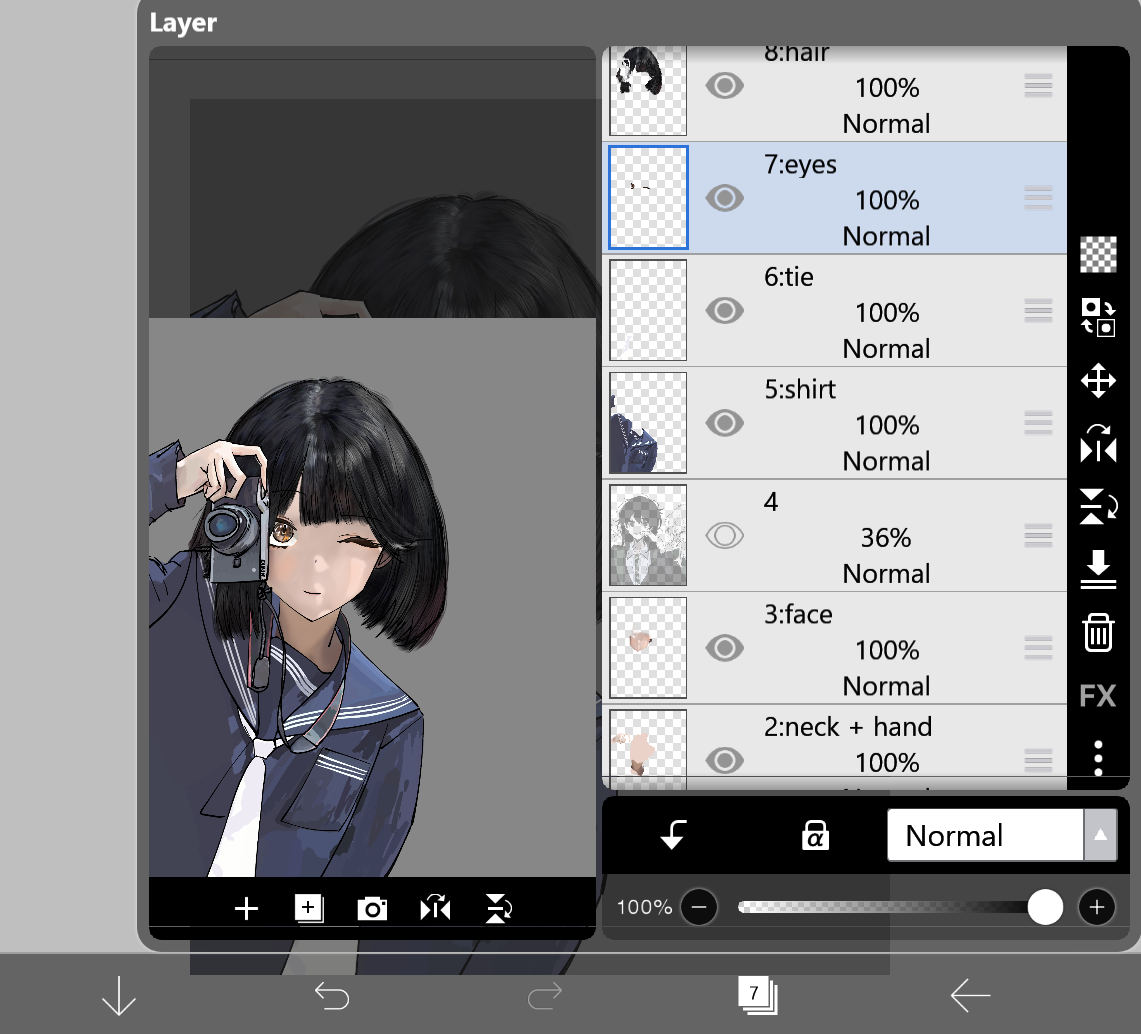 Layer
8:hair
100%
Normal
7:eyes
100%
Normal
6:tie
100%
Normal
5:shirt
100%
Normal
4
36%
Normal
3:face
100%
Normal
2:neck + hand
100%
FX
α
Normal
100%
7